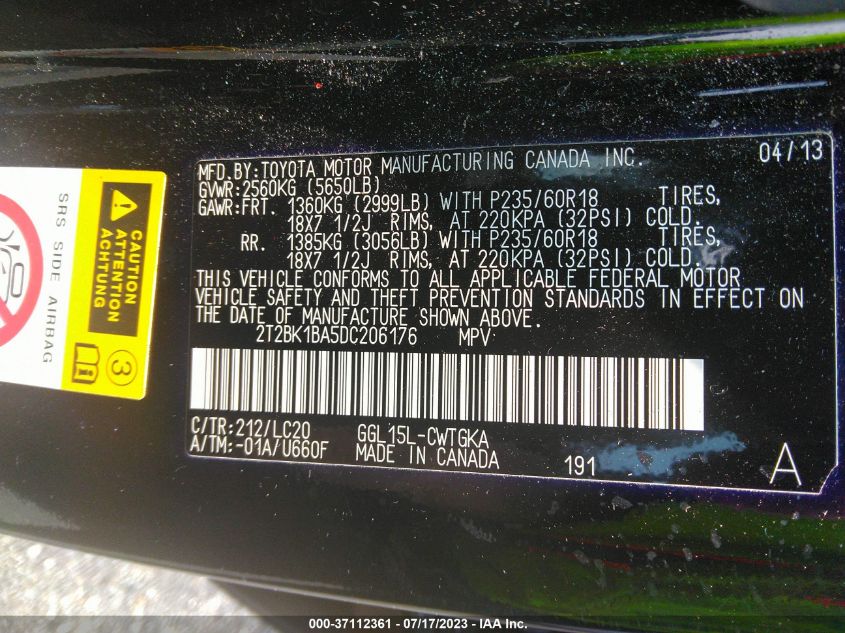 MFD.BY:TOYOTA MOTOR MANUFACTURING CANADA INC. 04/13
GVWR:2560KG (5650LB)
GAWR:FRT. 1360KG (2999LB) WITH P235/60R18 TIRES,
18X7 1/2J RIMS, AT 220KPA (32PSI) COLD.
RR. 1385KG (3056LB) WITH P235/60R18 TIRES,
18X7 1/2J RIMS, AT 220KPA (32PSI) COLD.
THIS VEHICLE CONFORMS TO ALL APPLICABLE FEDERAL MOTOR
VEHICLE SAFETY AND THEFT PREVENTION STANDARDS IN EFFECT ON
THE DATE OF MANUFACTURE SHOWN ABOVE.
2T2BK1BA5DC206176 MPV
C/TR:212/LC20 GGL15L-CWTGKA
A/TM:-01A/U660F MADE IN CANADA 191 A
CAUTION
ATTENTION
ACHTUNG
SRS SIDE AIRBAG
3
000-37112361 - 07/17/2023 - IAA Inc.